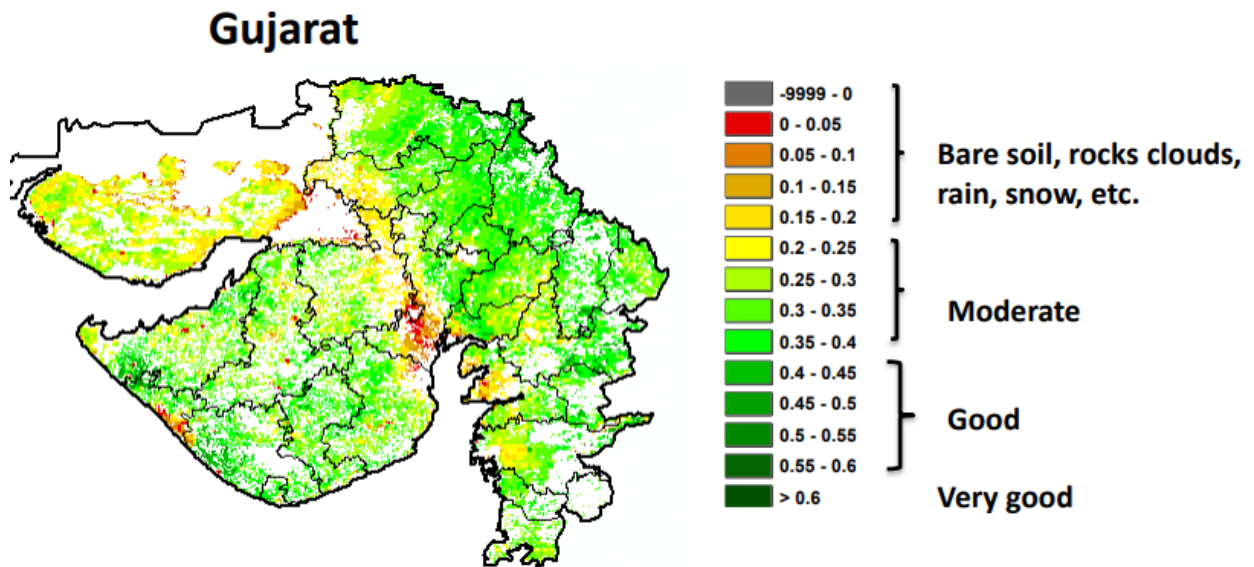 Gujarat
-9999 - 0
0 - 0.05
0.05 - 0.1
0.1 - 0.15
0.15 - 0.2
0.2 - 0.25
0.25 - 0.3
0.3 - 0.35
0.35 - 0.4
0.4 - 0.45
0.45 - 0.5
0.5 - 0.55
0.55 - 0.6
> 0.6
Bare soil, rocks clouds,
rain, snow, etc.
Moderate
Good
Very good